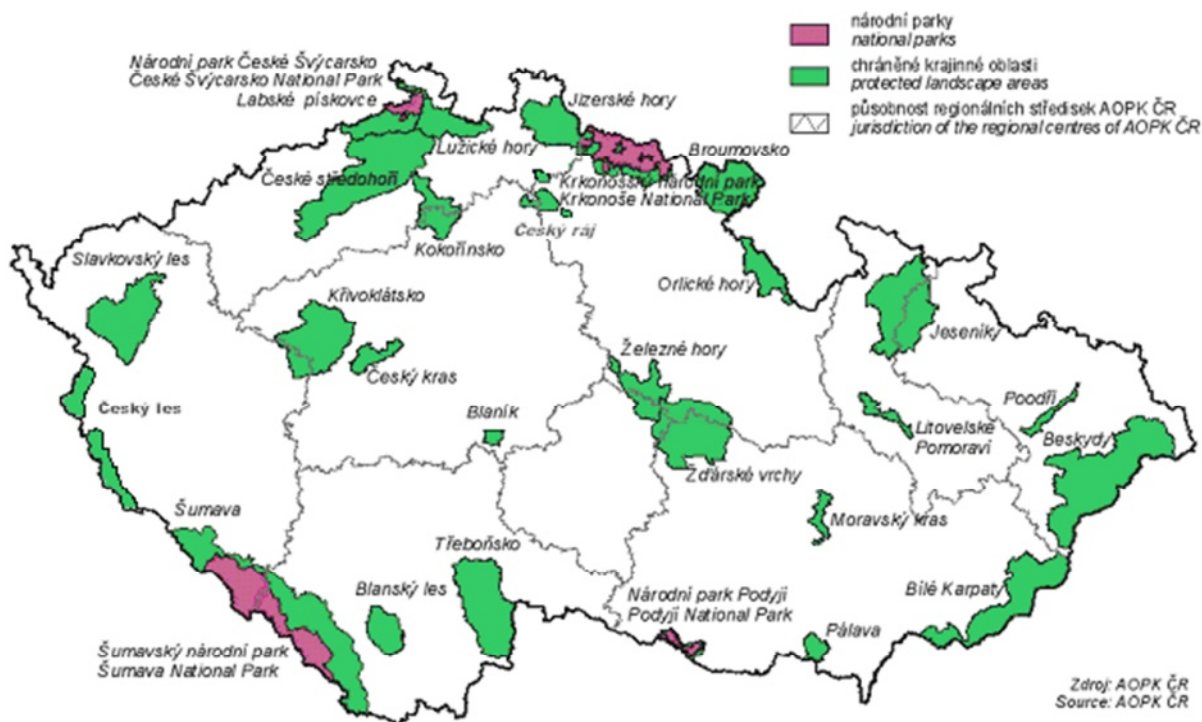 národní parky
national parks
chráněné krajinné oblasti
protected landscape areas
působnost regionálních středisek AOPK ČR
jurisdiction of the regional centres of AOPK ČR
Národní park České Švýcarsko
České Švýcarsko National Park
Labské pískovce
Jizerské hory
Lužické hory
Broumovsko
České středohoří
Krkonošský národní park
Krkonoše National Park
Český ráj
Kokořínsko
Slavkovský les
Křivoklátsko
Orlické hory
Jeseníky
Železné hory
Český kras
Český les
Blaník
Poodří
Litovelské
Pomoraví
Beskydy
Žďárské vrchy
Moravský kras
Šumava
Třeboňsko
Blanský les
Národní park Podyjí
Podyjí National Park
Bílé Karpaty
Pálava
Šumavský národní park
Šumava National Park
Zdroj: AOPK ČR
Source: AOPK ČR